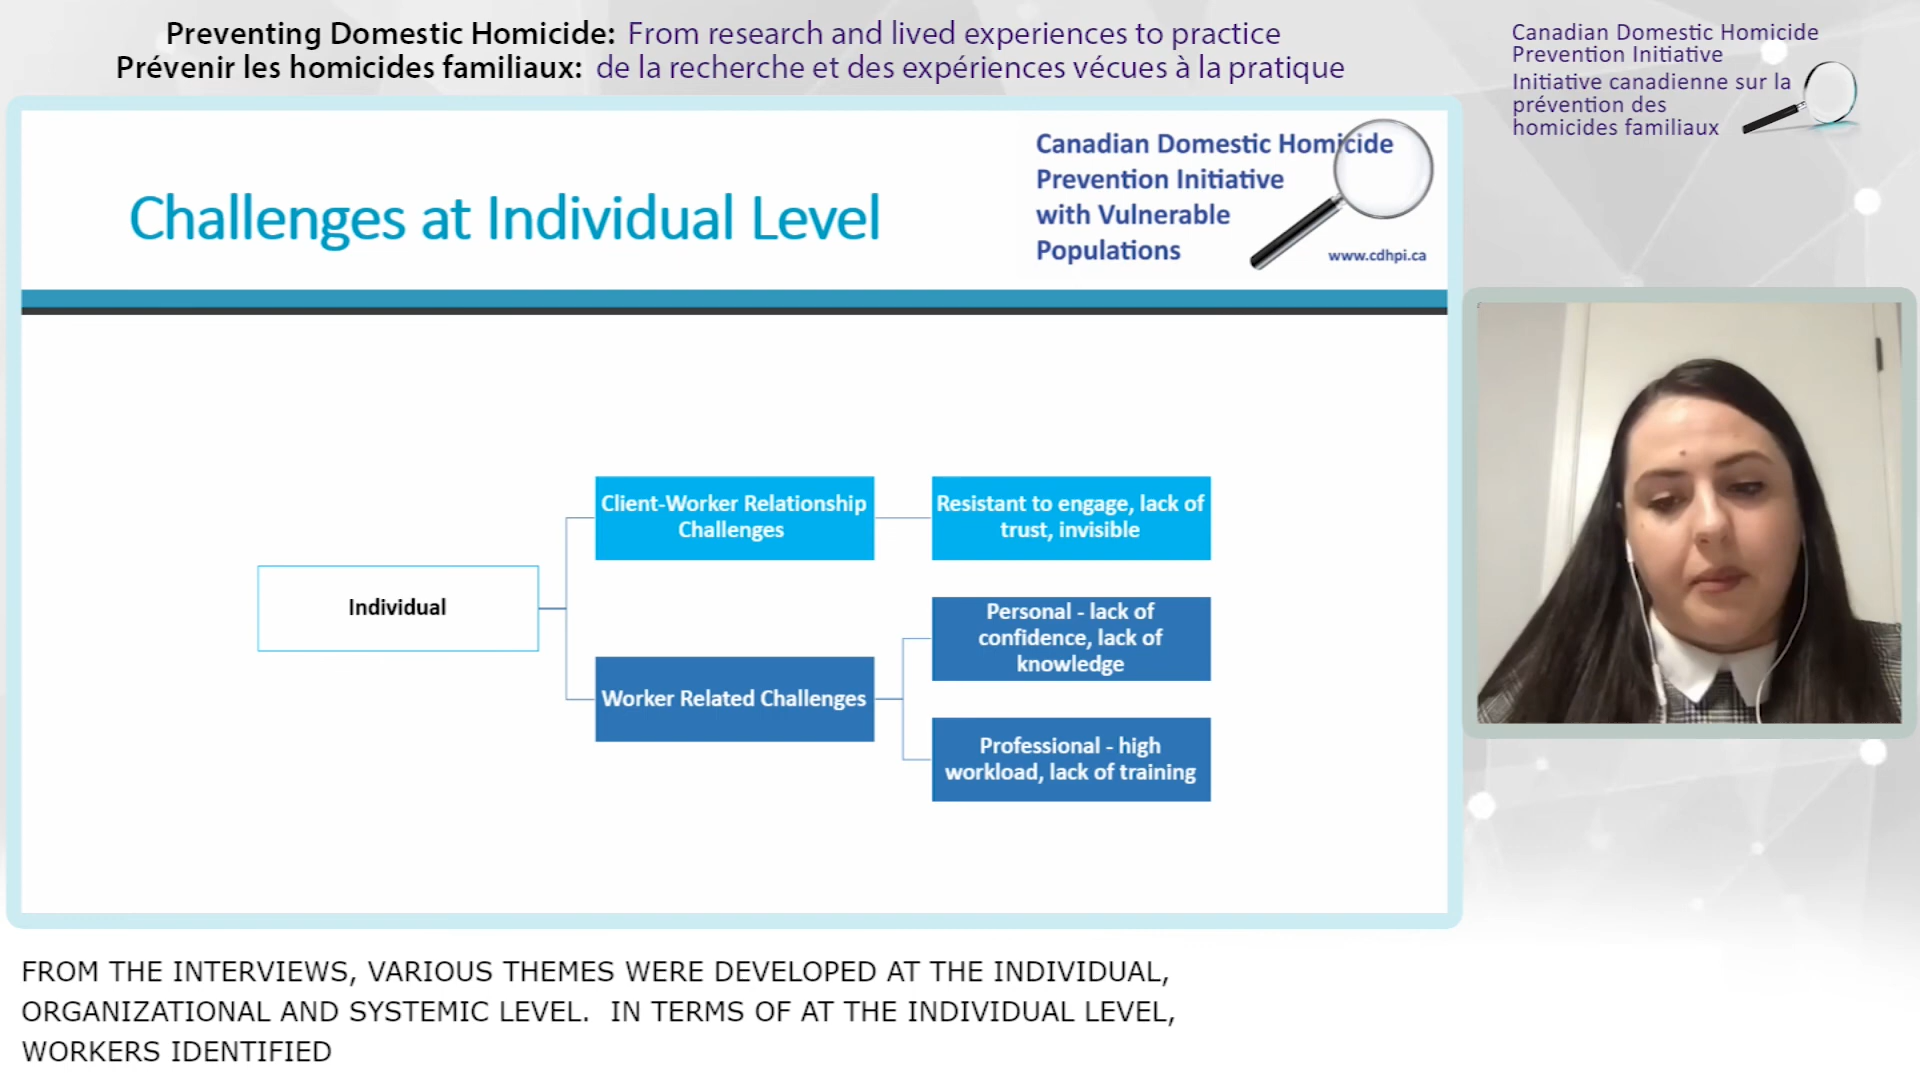 Preventing Domestic Homicide: From research and lived experiences to practice
Prévenir les homicides familiaux: de la recherche et des expériences vécues à la pratique
Canadian Domestic Homicide
Prevention Initiative
Initiative canadienne sur la
prévention des
homicides familiaux
Challenges at Individual Level
Canadian Domestic Homicide
Prevention Initiative
with Vulnerable
Populations
www.cdhpi.ca
Individual
Client-Worker Relationship
Challenges
Resistant to engage, lack of
trust, invisible
Worker Related Challenges
Personal - lack of
confidence, lack of
knowledge
Professional - high
workload, lack of training
FROM THE INTERVIEWS, VARIOUS THEMES WERE DEVELOPED AT THE INDIVIDUAL,
ORGANIZATIONAL AND SYSTEMIC LEVEL.  IN TERMS OF AT THE INDIVIDUAL LEVEL,
WORKERS IDENTIFIED